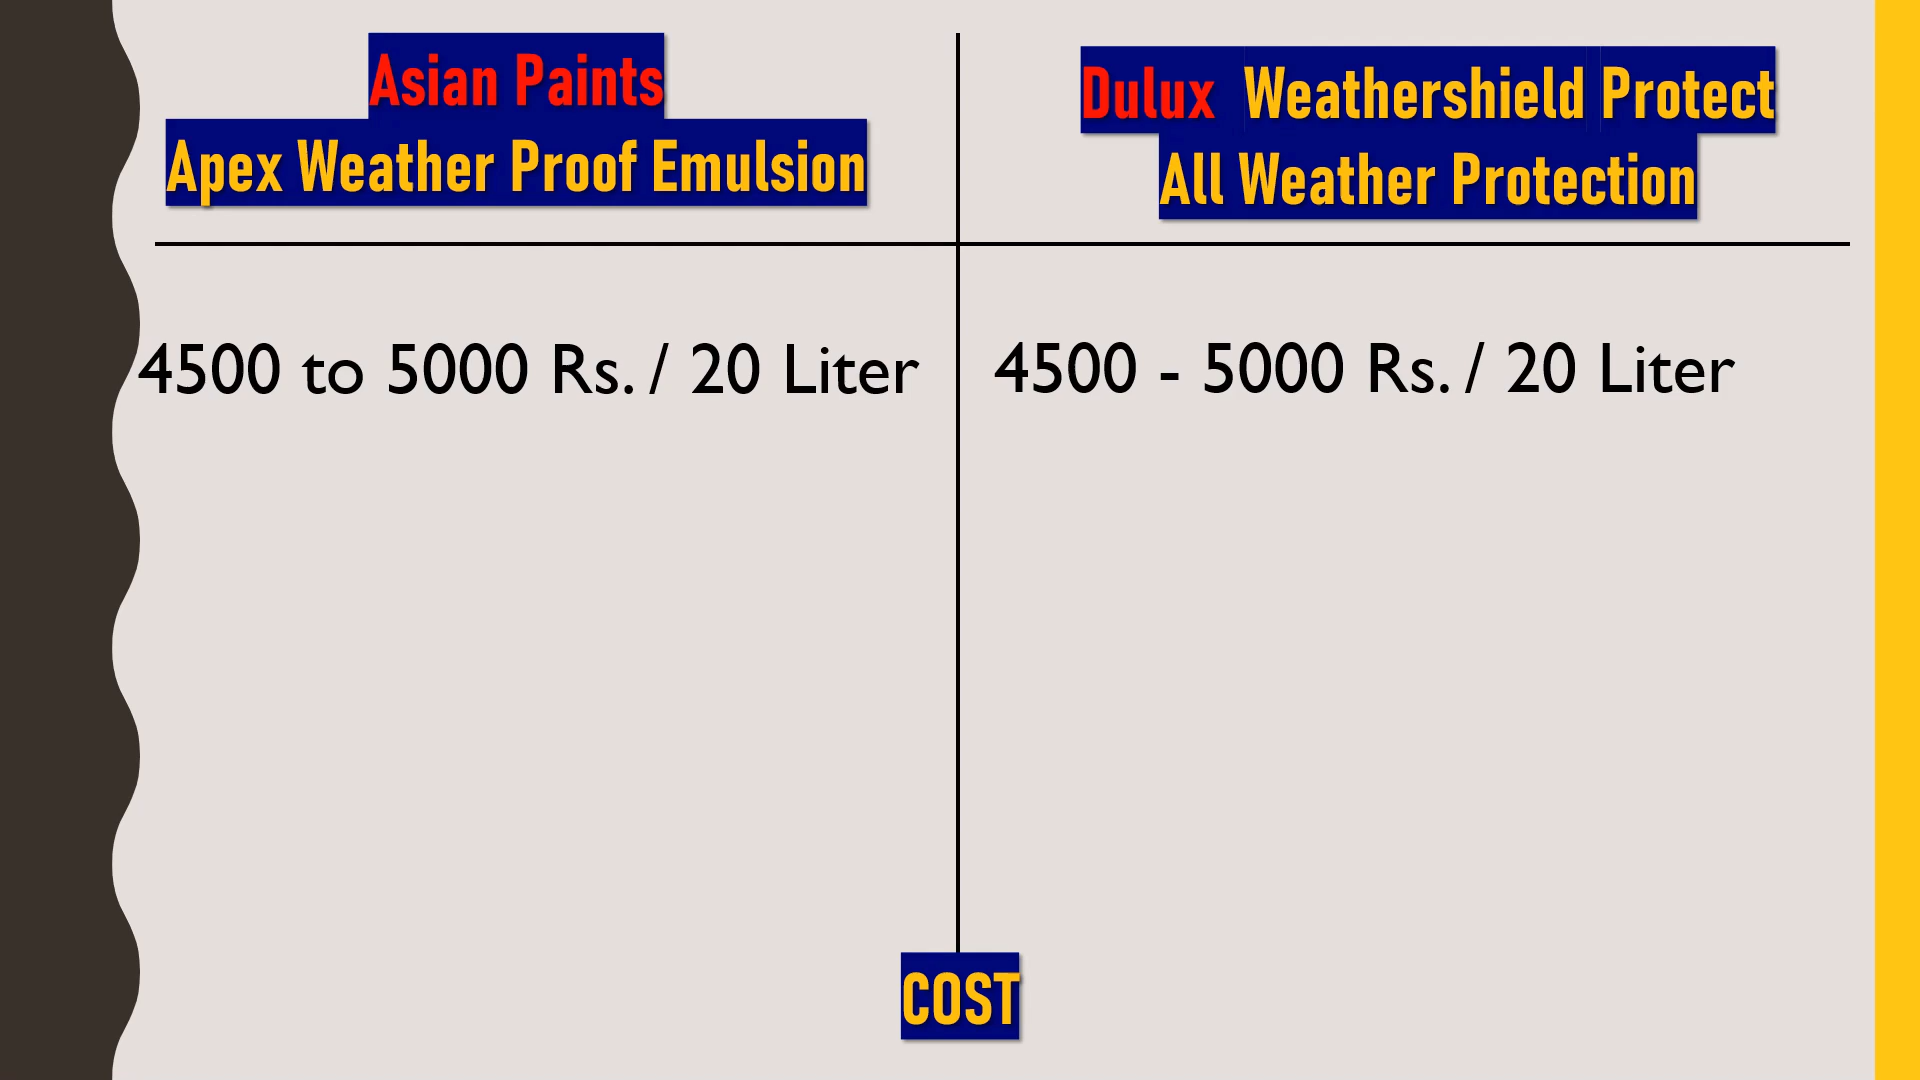 Asian Paints
Apex Weather Proof Emulsion
Dulux Weathershield Protect
All Weather Protection
4500 to 5000 Rs. / 20 Liter
4500 - 5000 Rs. / 20 Liter
COST